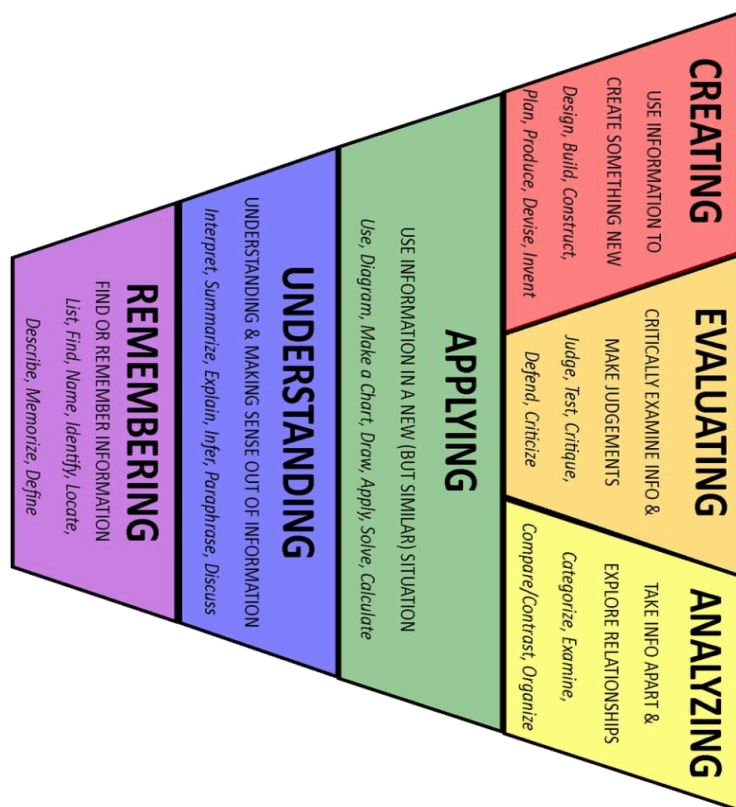 CREATING
USE INFORMATION TO
CREATE SOMETHING NEW
Design, Build, Construct,
Plan, Produce, Devise, Invent
EVALUATING
CRITICALLY EXAMINE INFO &
MAKE JUDGEMENTS
Judge, Test, Critique,
Defend, Criticize
ANALYZING
TAKE INFO APART &
EXPLORE RELATIONSHIPS
Categorize, Examine,
Compare/Contrast, Organize
APPLYING
USE INFORMATION IN A NEW (BUT SIMILAR) SITUATION
Use, Diagram, Make a Chart, Draw, Apply, Solve, Calculate
UNDERSTANDING
UNDERSTANDING & MAKING SENSE OUT OF INFORMATION
Interpret, Summarize, Explain, Infer, Paraphrase, Discuss
REMEMBERING
FIND OR REMEMBER INFORMATION
List, Find, Name, Identify, Locate,
Describe, Memorize, Define